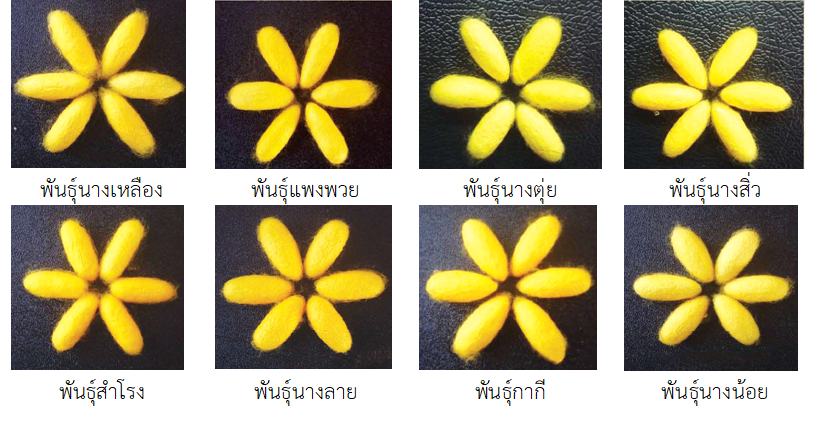 พันธุ์นางเหลือง พันธุ์แพงพวย พันธุ์นางตุ่ย พันธุ์นางสิ่ว
พันธุ์สำโรง พันธุ์นางลาย พันธุ์กากี พันธุ์นางน้อย